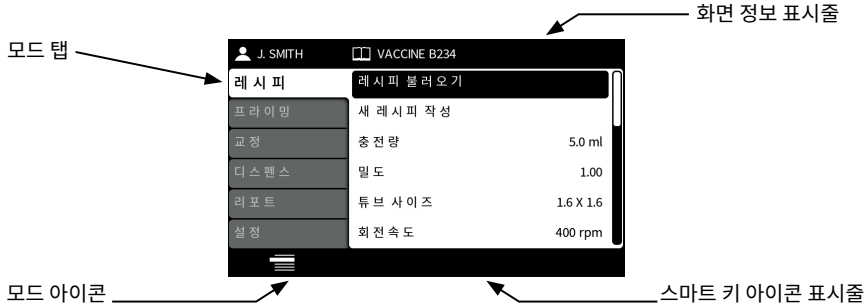 화면 정보 표시줄
모드 탭
J. SMITH VACCINE B234
레시피 레시피 불러오기
프라이밍 새 레시피 작성
교정 충전량 5.0 ml
디스펜스 밀도 1.00
리포트 튜브 사이즈 1.6 X 1.6
설정 회전속도 400 rpm
모드 아이콘 스마트 키 아이콘 표시줄